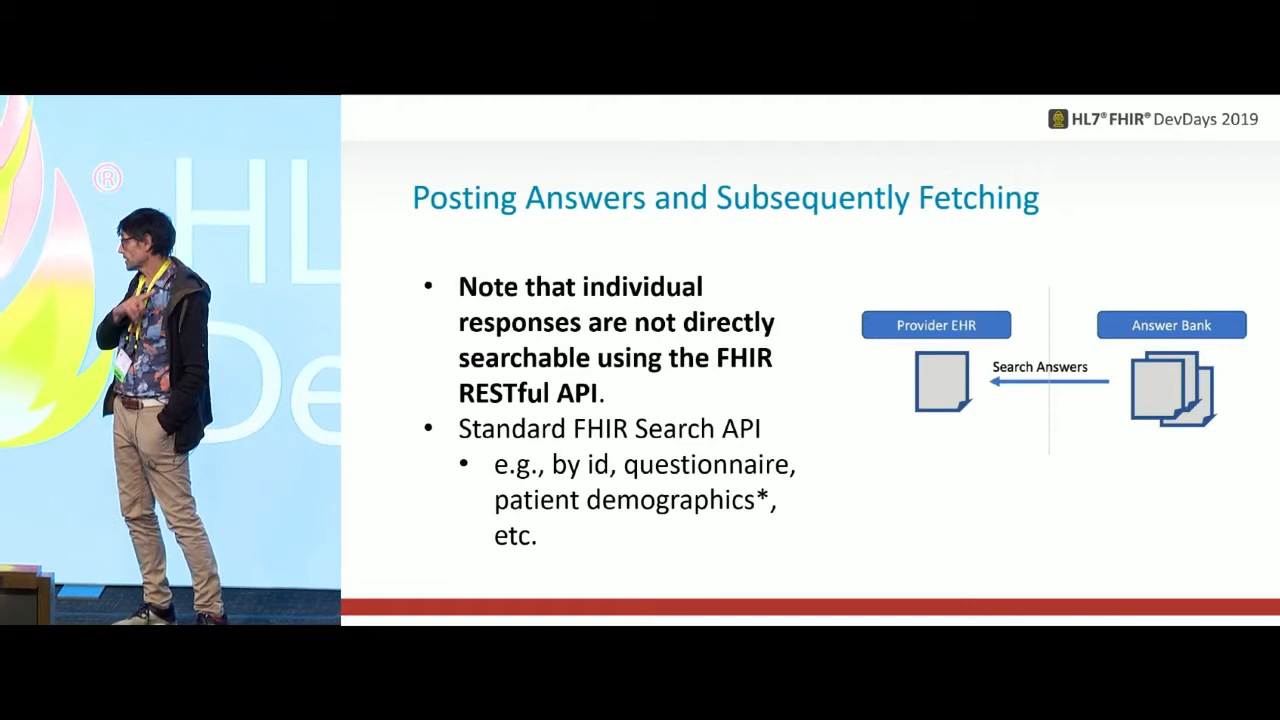 HL7® FHIR® DevDays 2019
®
HL
De
Posting Answers and Subsequently Fetching
• Note that individual
responses are not directly
searchable using the FHIR
RESTful API.
• Standard FHIR Search API
• e.g., by id, questionnaire,
patient demographics*,
etc.
Provider EHR
Answer Bank
Search Answers